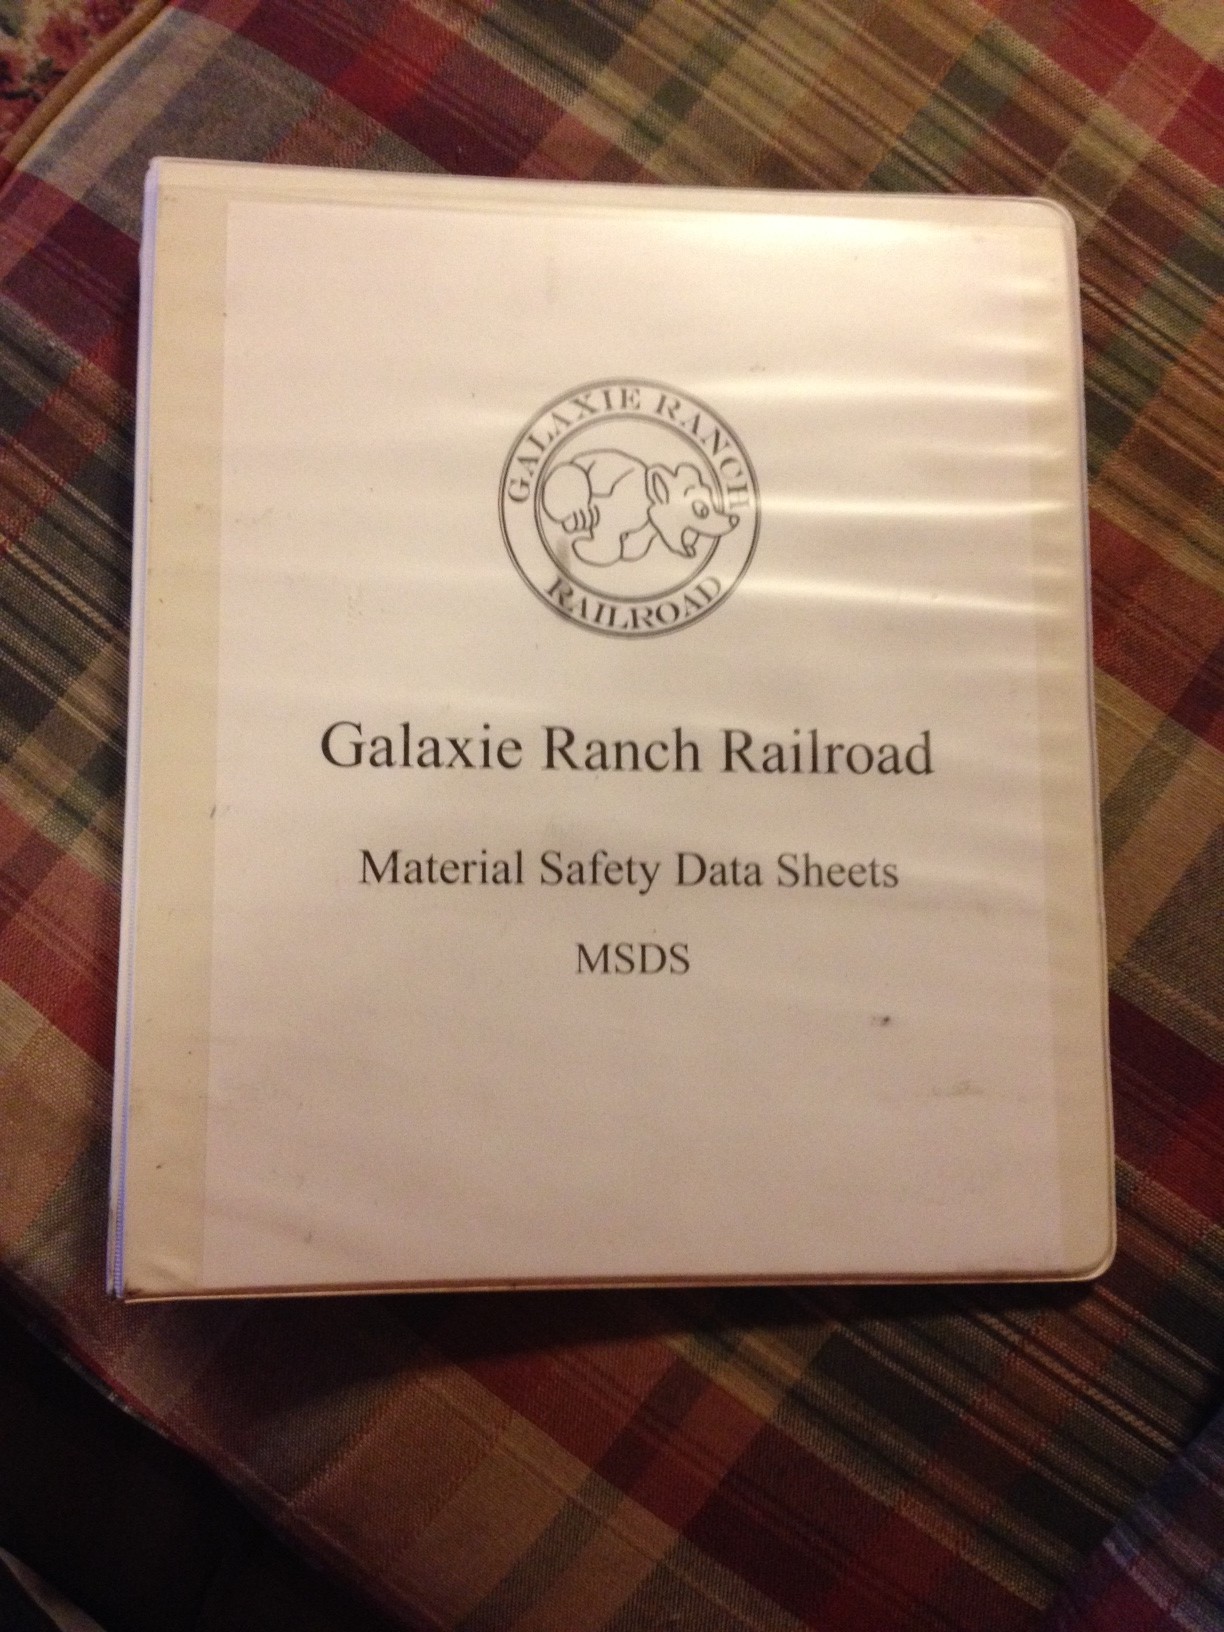 GALAXIE RANCH
RAILROAD
Galaxie Ranch Railroad
Material Safety Data Sheets
MSDS